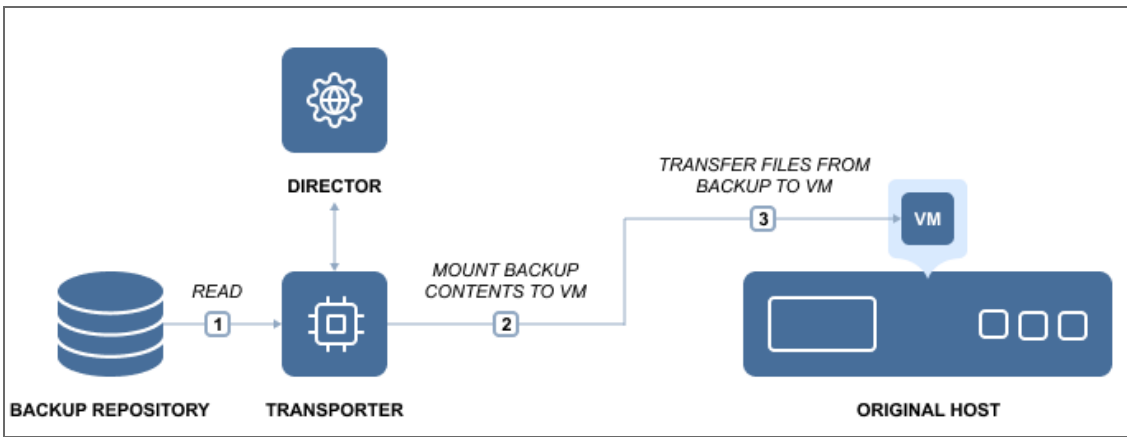 DIRECTOR
TRANSFER FILES FROM
BACKUP TO VM
3
VM
READ
1
MOUNT BACKUP
CONTENTS TO VM
2
BACKUP REPOSITORY
TRANSPORTER
ORIGINAL HOST